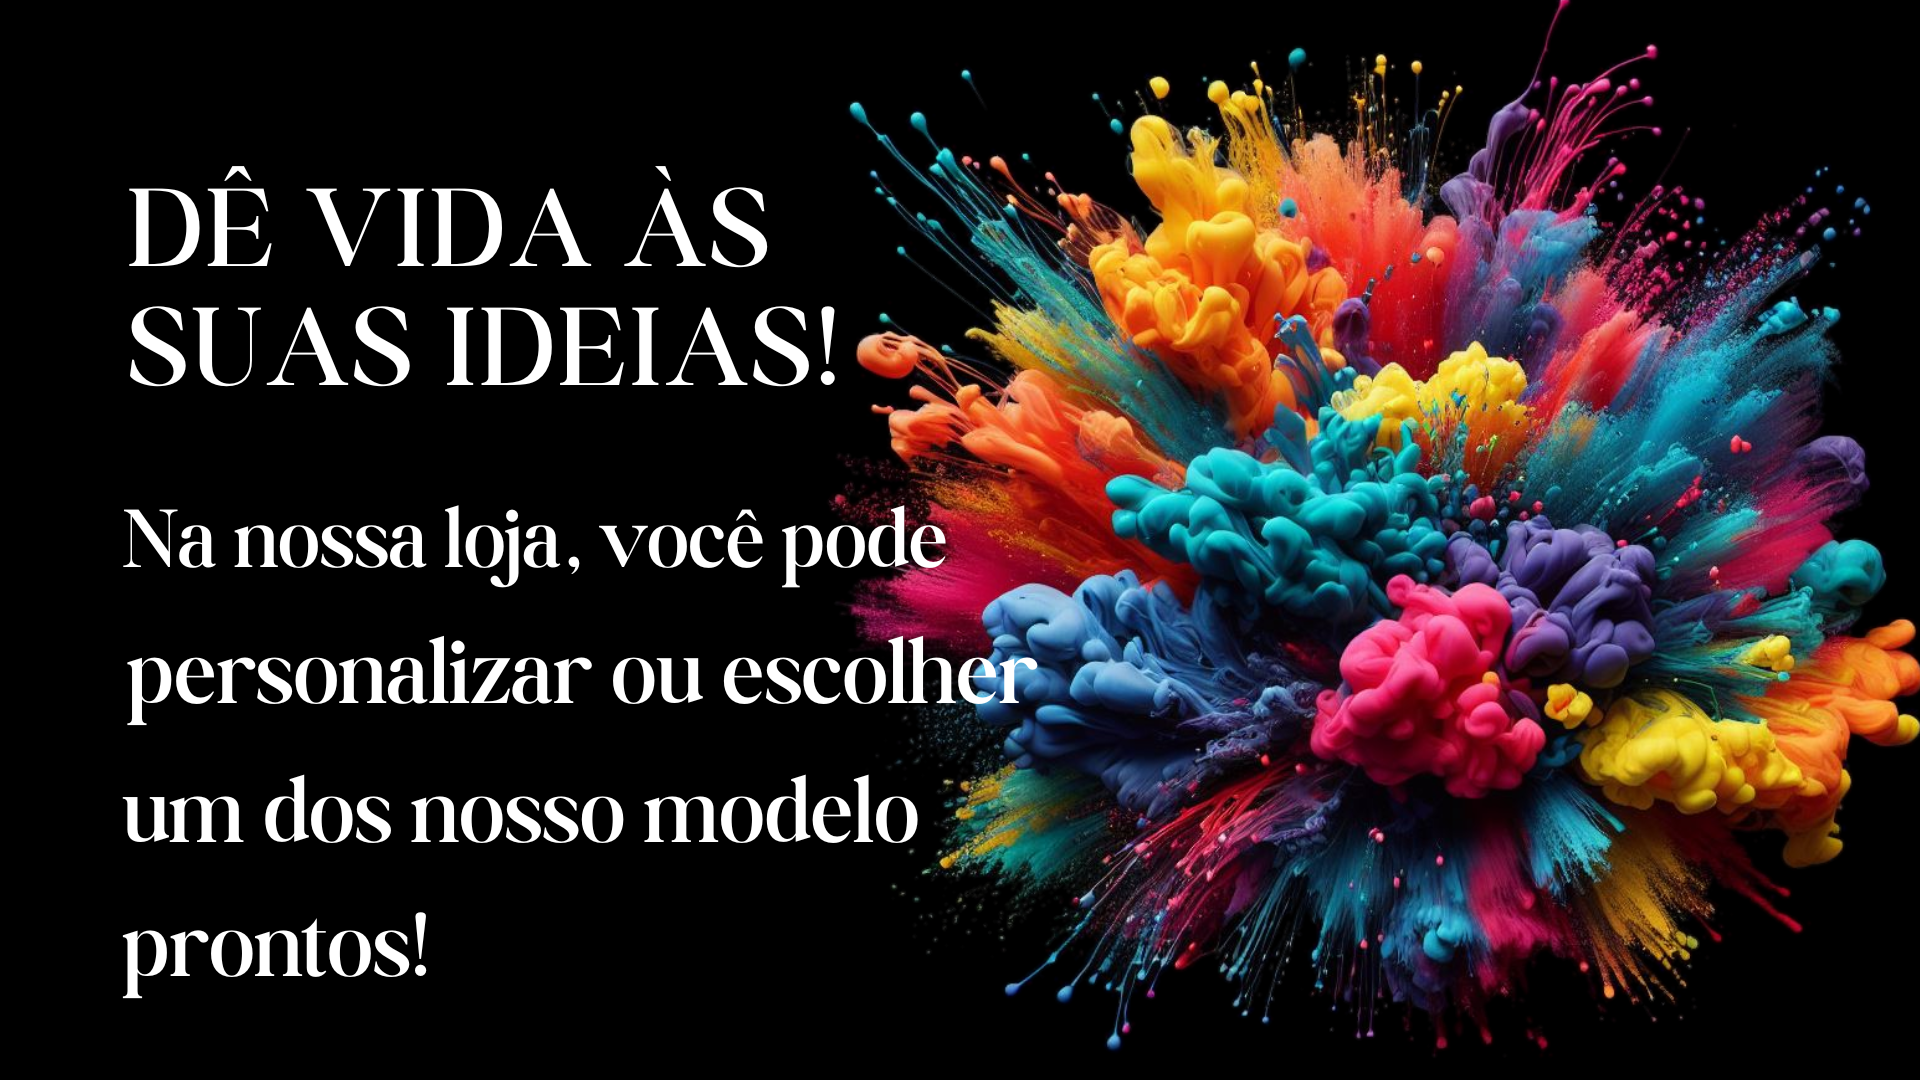 DÊ VIDA ÀS
SUAS IDEIAS!
Na nossa loja, você pode
personalizar ou escolher
um dos nosso modelo
prontos!